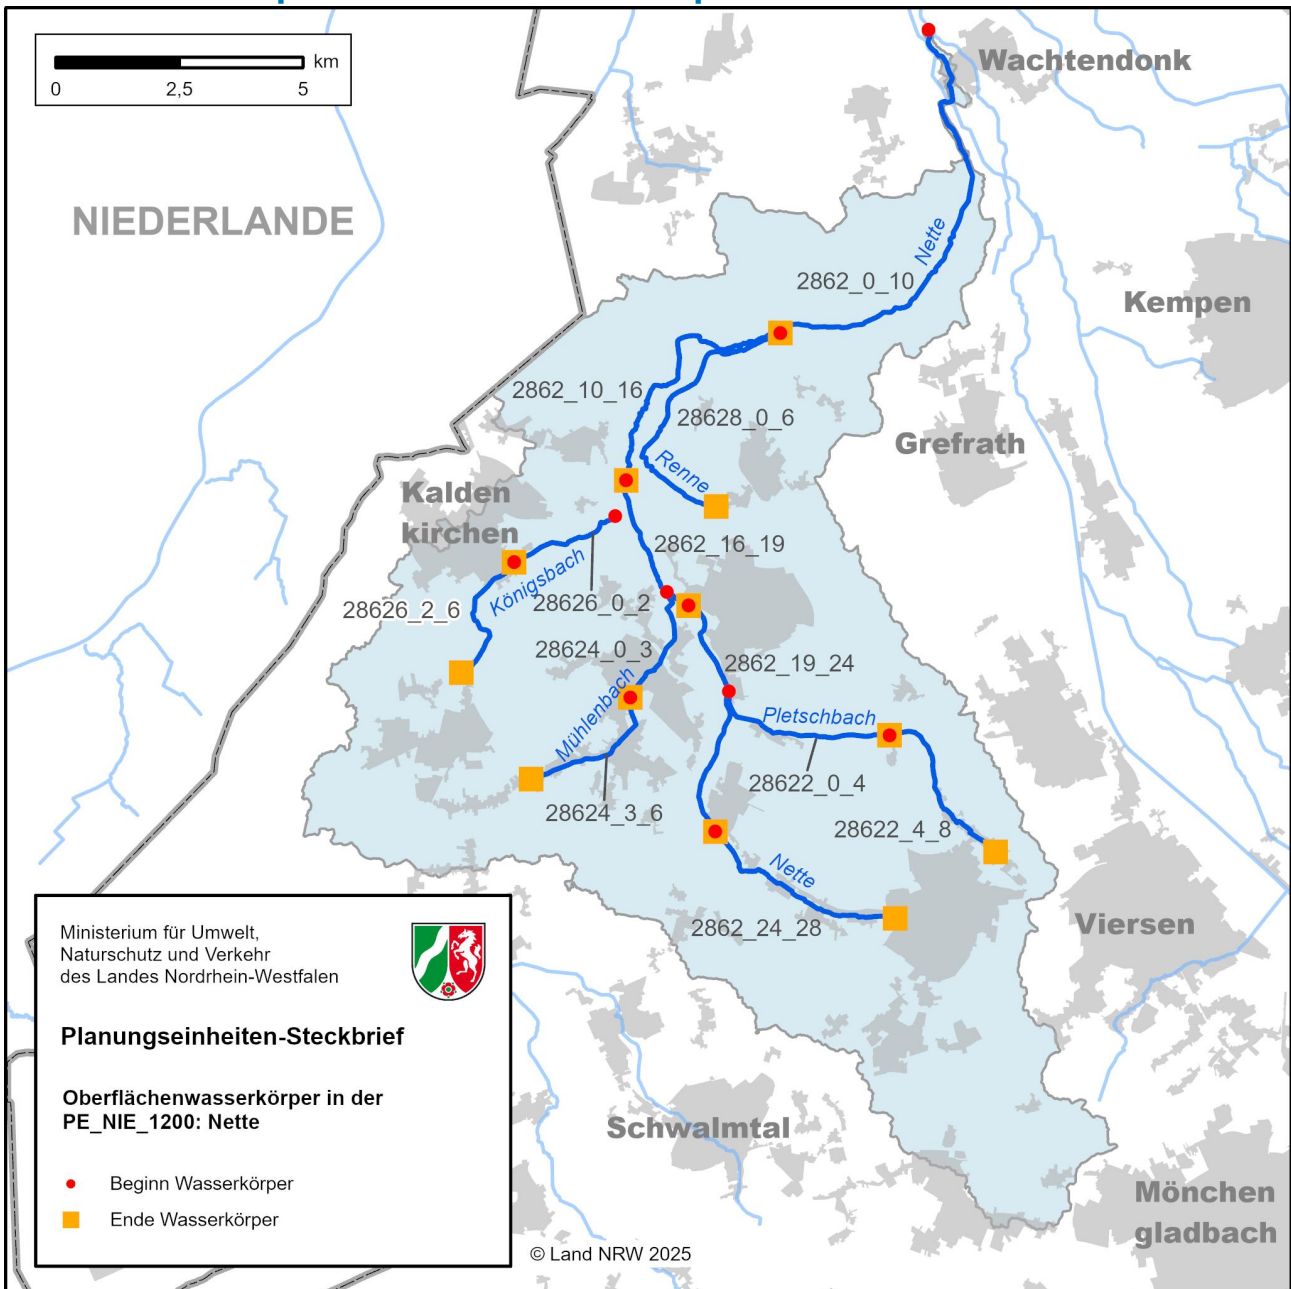 km
0 2,5 5
Wachtendonk
NIEDERLANDE
Nette
2862_0_10
Kempen
2862_10_16
28628_0_6
Grefrath
Renne
Kalden
kirchen
2862_16_19
Königsbach
28626_0_2
28626_2_6
28624_0_3
2862_19_24
Mühlenbach
Pletschbach
28622_0_4
28624_3_6
28622_4_8
Nette
2862_24_28
Viersen
Schwalmtal
Mönchen
gladbach
Ministerium für Umwelt,
Naturschutz und Verkehr
des Landes Nordrhein-Westfalen
Planungseinheiten-Steckbrief
Oberflächenwasserkörper in der
PE_NIE_1200: Nette
Beginn Wasserkörper
Ende Wasserkörper
© Land NRW 2025